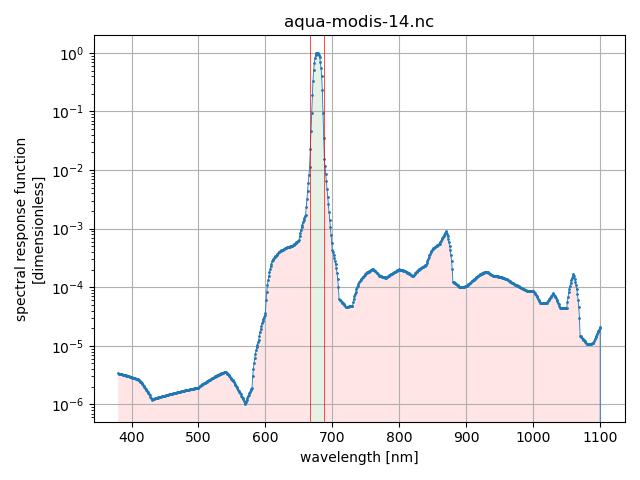 aqua-modis-14.nc
spectral response function
[dimensionless]
10⁰
10⁻¹
10⁻²
10⁻³
10⁻⁴
10⁻⁵
10⁻⁶
400 500 600 700 800 900 1000 1100
wavelength [nm]